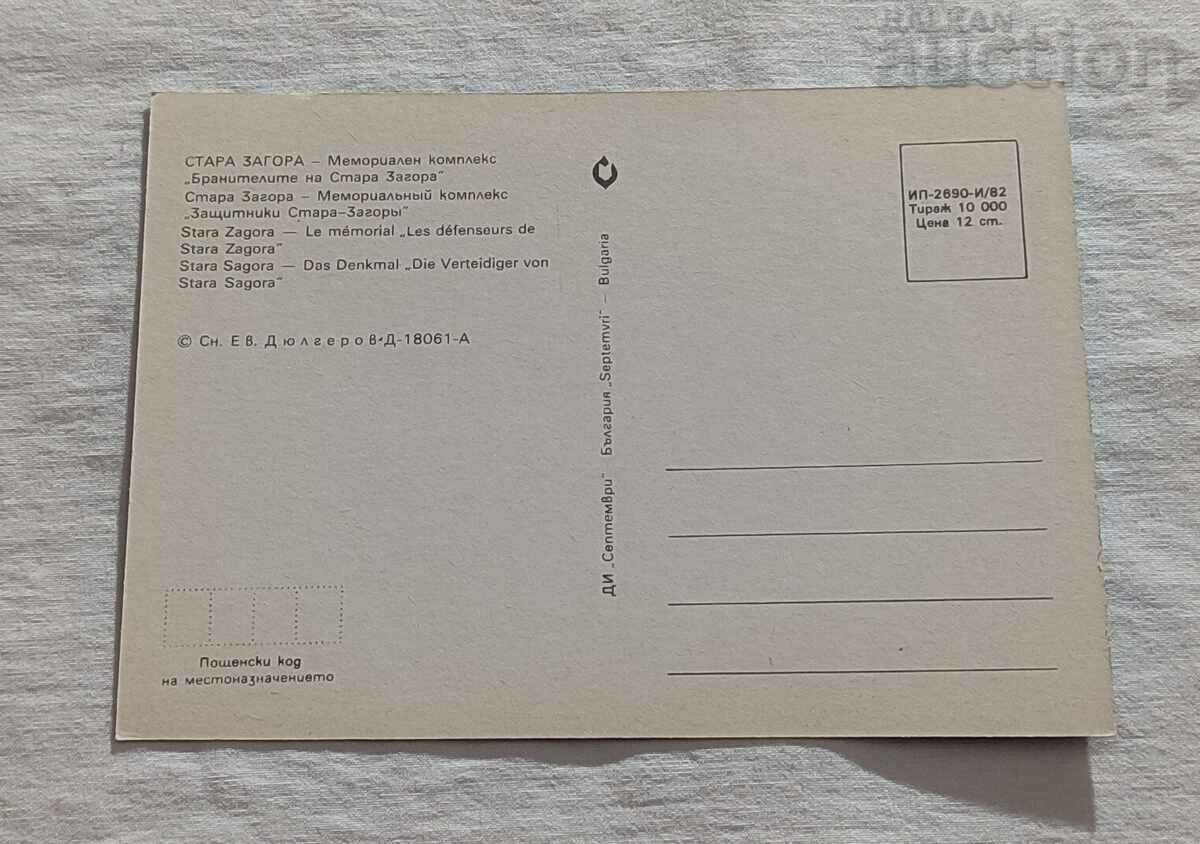 BALKAN
auction
СТАРА ЗАГОРА – Мемориален комплекс
„Бранителите на Стара Загора"
Стара Загора – Мемориальный комплекс
„Защитники Стара-Загоры"
Stara Zagora — Le mémorial „Les défenseurs de
Stara Zagora"
Stara Sagora — Das Denkmal „Die Verteidiger von
Stara Sagora"
© Сн. Ев. Дюлгеров·Д-18061-А
Пощенски код
на местоназначението
ДИ „Септември" България „Septemvri" – Bulgaria
ИП-2690-И/82
Тираж 10 000
Цена 12 ст.